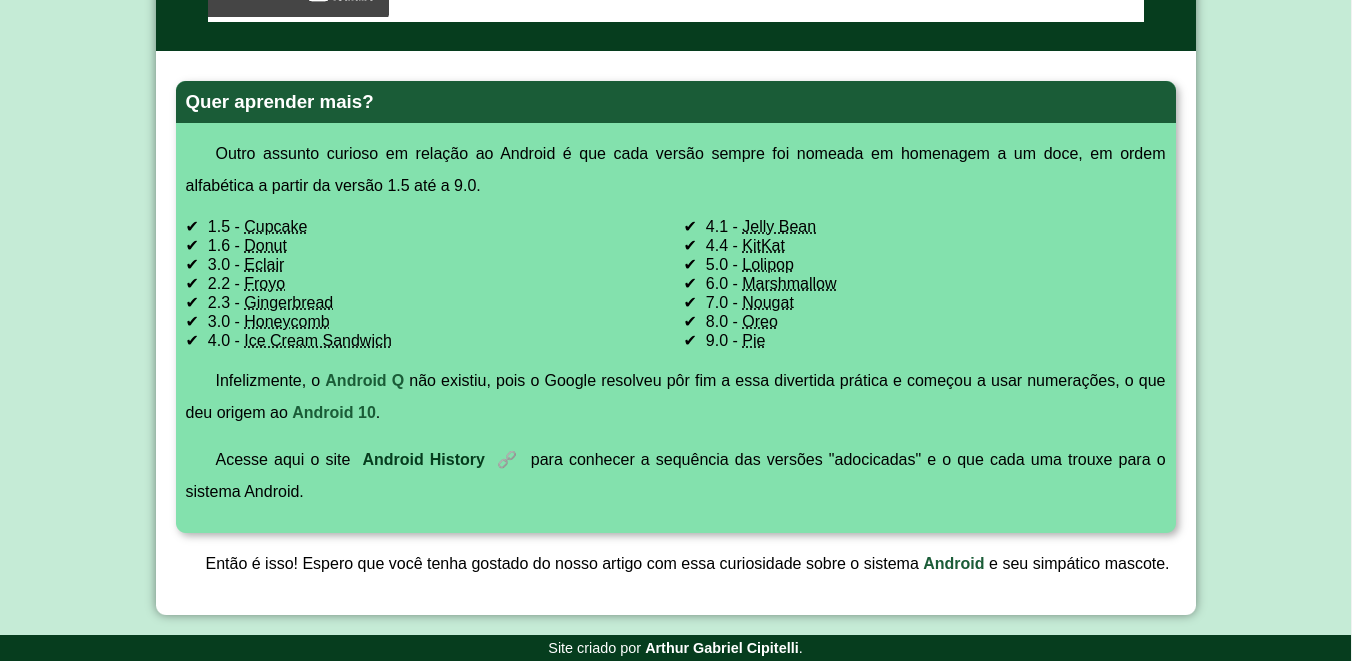 Quer aprender mais?
Outro assunto curioso em relação ao Android é que cada versão sempre foi nomeada em homenagem a um doce, em ordem
alfabética a partir da versão 1.5 até a 9.0.
✔ 1.5 - Cupcake
✔ 1.6 - Donut
✔ 3.0 - Eclair
✔ 2.2 - Froyo
✔ 2.3 - Gingerbread
✔ 3.0 - Honeycomb
✔ 4.0 - Ice Cream Sandwich
✔ 4.1 - Jelly Bean
✔ 4.4 - KitKat
✔ 5.0 - Lolipop
✔ 6.0 - Marshmallow
✔ 7.0 - Nougat
✔ 8.0 - Oreo
✔ 9.0 - Pie
Infelizmente, o Android Q não existiu, pois o Google resolveu pôr fim a essa divertida prática e começou a usar numerações, o que
deu origem ao Android 10.
Acesse aqui o site Android History 🔗 para conhecer a sequência das versões "adocicadas" e o que cada uma trouxe para o
sistema Android.
Então é isso! Espero que você tenha gostado do nosso artigo com essa curiosidade sobre o sistema Android e seu simpático mascote.
Site criado por Arthur Gabriel Cipitelli.